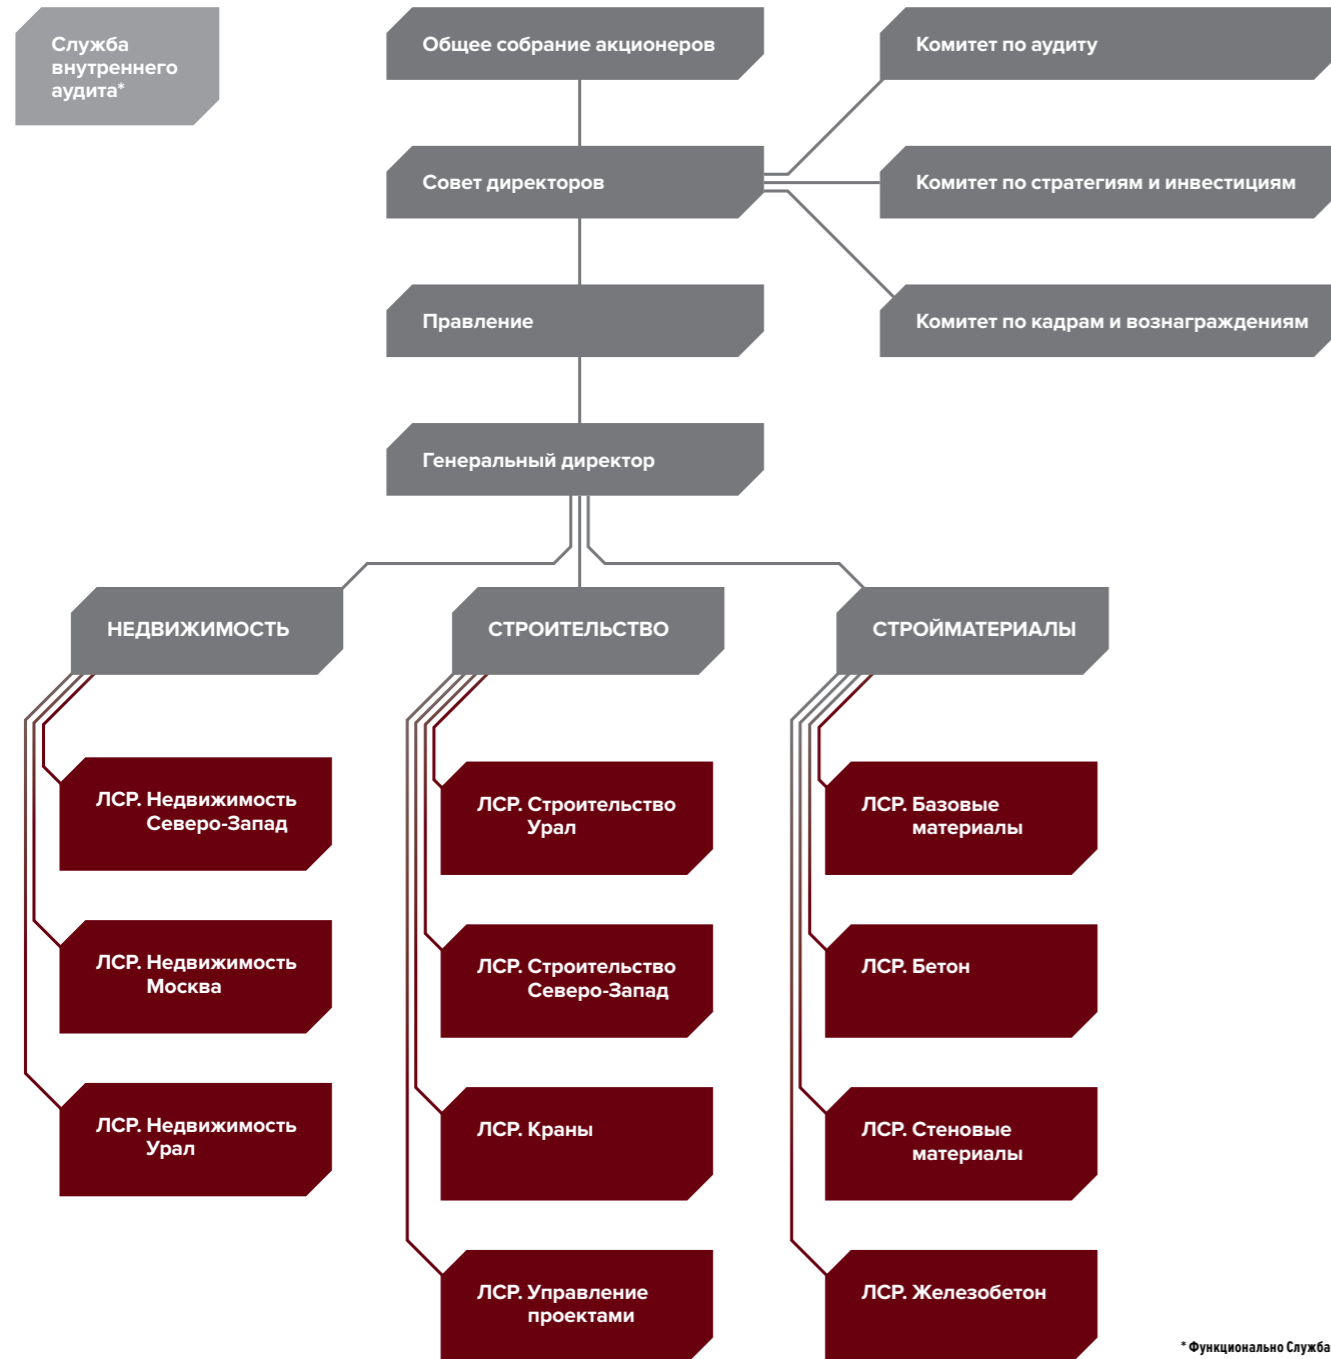 Служба
внутреннего
аудита*
Общее собрание акционеров
Комитет по аудиту
Совет директоров
Комитет по стратегиям и инвестициям
Правление
Комитет по кадрам и вознаграждениям
Генеральный директор
НЕДВИЖИМОСТЬ
СТРОИТЕЛЬСТВО
СТРОЙМАТЕРИАЛЫ
ЛСР. Недвижимость
Северо-Запад
ЛСР. Строительство
Урал
ЛСР. Базовые
материалы
ЛСР. Недвижимость
Москва
ЛСР. Строительство
Северо-Запад
ЛСР. Бетон
ЛСР. Недвижимость
Урал
ЛСР. Краны
ЛСР. Стеновые
материалы
ЛСР. Управление
проектами
ЛСР. Железобетон
* Функционально Служба